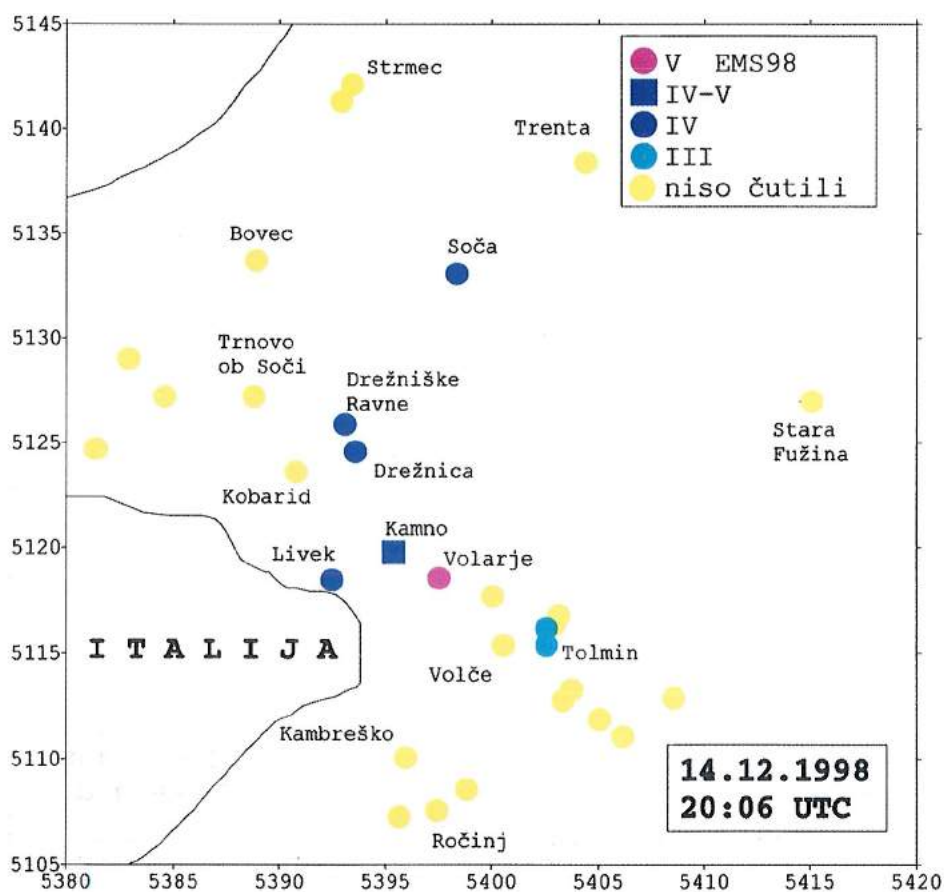 5145
5140
5135
5130
5125
5120
5115
5110
5105
5380
5385
5390
5395
5400
5405
5410
5415
5420
V EMS98
IV-V
IV
III
niso čutili
Strmec
Trenta
Bovec
Soča
Trnovo
ob Soči
Drežniške
Ravne
Drežnica
Stara
Fužina
Kobarid
Kamno
Livek
Volarje
ITALIJA
Tolmin
Volče
Kambreško
Ročinj
14.12.1998
20:06 UTC